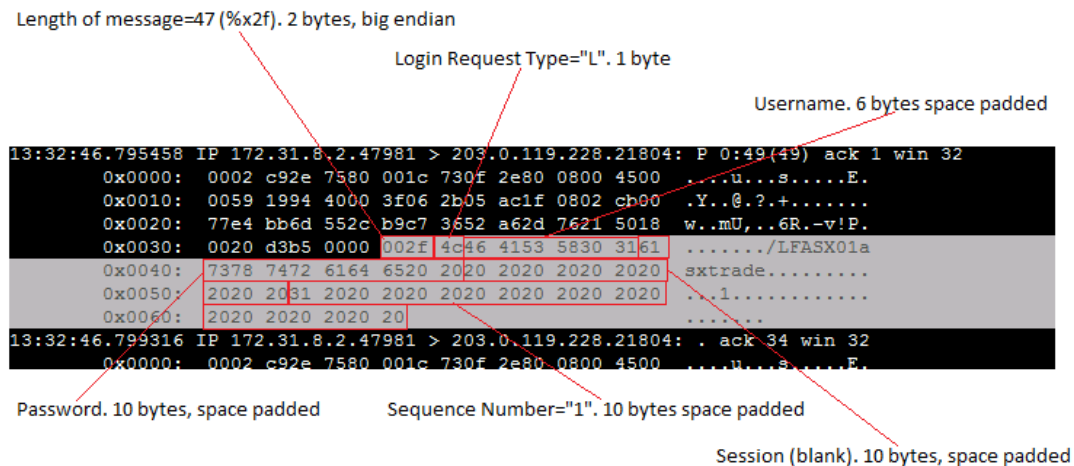 Length of message=47 (%x2f). 2 bytes, big endian
Login Request Type="L". 1 byte
Username. 6 bytes space padded
13:32:46.795458 IP 172.31.8.2.47981 > 203.0.119.228.21804: P 0:49(49) ack 1 win 32
0x0000: 0002 c92e 7580 001c 730f 2e80 0800 4500 ....u...s.....E.
0x0010: 0059 1994 4000 3f06 2b05 ac1f 0802 cb00 .Y..@.?.+.......
0x0020: 77e4 bb6d 552c b9c7 3652 a62d 7621 5018 w..mU,..6R.-v!P.
0x0030: 0020 d3b5 0000 002f 4c46 4153 5830 3161 ......./LFASX01a
0x0040: 7378 7472 6164 6520 2020 2020 2020 2020 sxtrade.........
0x0050: 2020 2031 2020 2020 2020 2020 2020 2020 ...1............
0x0060: 2020 2020 2020 20 .......
13:32:46.799316 IP 172.31.8.2.47981 > 203.0.119.228.21804: . ack 34 win 32
0x0000: 0002 c92e 7580 001c 730f 2e80 0800 4500 ....u...s.....E.
Password. 10 bytes, space padded
Sequence Number="1". 10 bytes space padded
Session (blank). 10 bytes, space padded